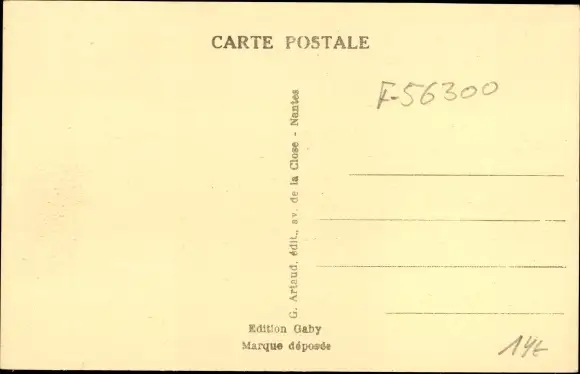 CARTE POSTALE
F-56300
G. Artaud, édit., av. de la Close - Nantes
Edition Gaby
Marque déposée
14€